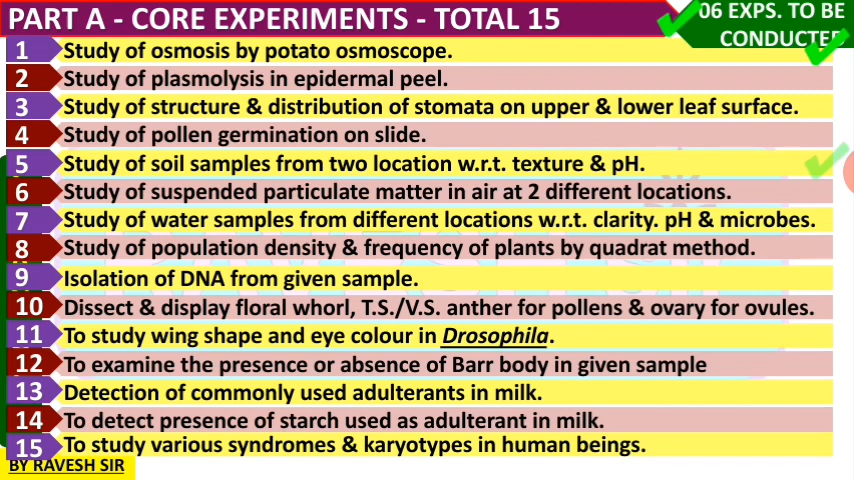 PART A - CORE EXPERIMENTS - TOTAL 15
06 EXPS. TO BE
CONDUCTED
1 Study of osmosis by potato osmoscope.
2 Study of plasmolysis in epidermal peel.
3 Study of structure & distribution of stomata on upper & lower leaf surface.
4 Study of pollen germination on slide.
5 Study of soil samples from two location w.r.t. texture & pH.
6 Study of suspended particulate matter in air at 2 different locations.
7 Study of water samples from different locations w.r.t. clarity. pH & microbes.
8 Study of population density & frequency of plants by quadrat method.
9 Isolation of DNA from given sample.
10 Dissect & display floral whorl, T.S./V.S. anther for pollens & ovary for ovules.
11 To study wing shape and eye colour in Drosophila.
12 To examine the presence or absence of Barr body in given sample
13 Detection of commonly used adulterants in milk.
14 To detect presence of starch used as adulterant in milk.
15 To study various syndromes & karyotypes in human beings.
BY RAVESH SIR